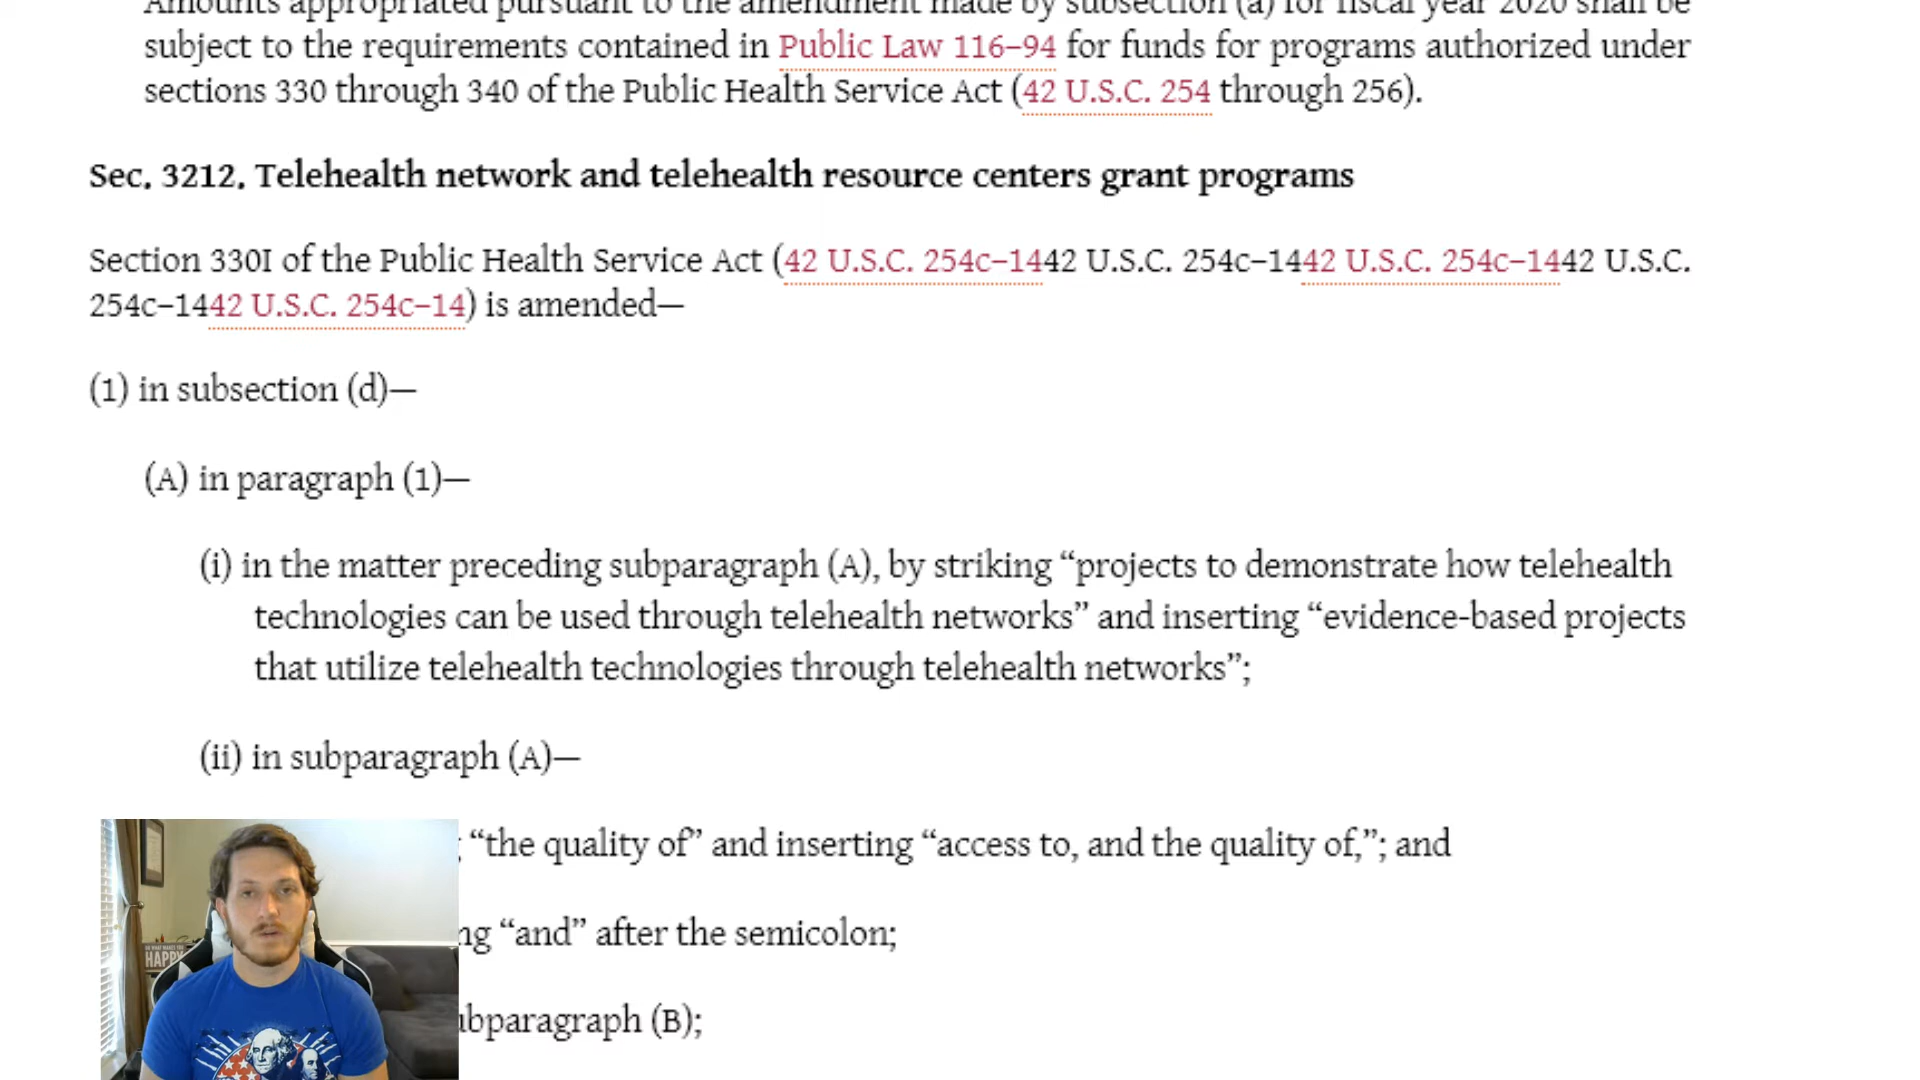 Amounts appropriated pursuant to the amendment made by subsection (a) for fiscal year 2020 shall be
subject to the requirements contained in Public Law 116–94 for funds for programs authorized under
sections 330 through 340 of the Public Health Service Act (42 U.S.C. 254 through 256).
Sec. 3212. Telehealth network and telehealth resource centers grant programs
Section 330I of the Public Health Service Act (42 U.S.C. 254c–1442 U.S.C. 254c–1442 U.S.C. 254c–1442 U.S.C.
254c–1442 U.S.C. 254c–14) is amended—
(1) in subsection (d)—
(A) in paragraph (1)—
(i) in the matter preceding subparagraph (A), by striking “projects to demonstrate how telehealth
technologies can be used through telehealth networks” and inserting “evidence-based projects
that utilize telehealth technologies through telehealth networks”;
(ii) in subparagraph (A)—
“the quality of” and inserting “access to, and the quality of,”; and
ng “and” after the semicolon;
ubparagraph (B);
HAPPY